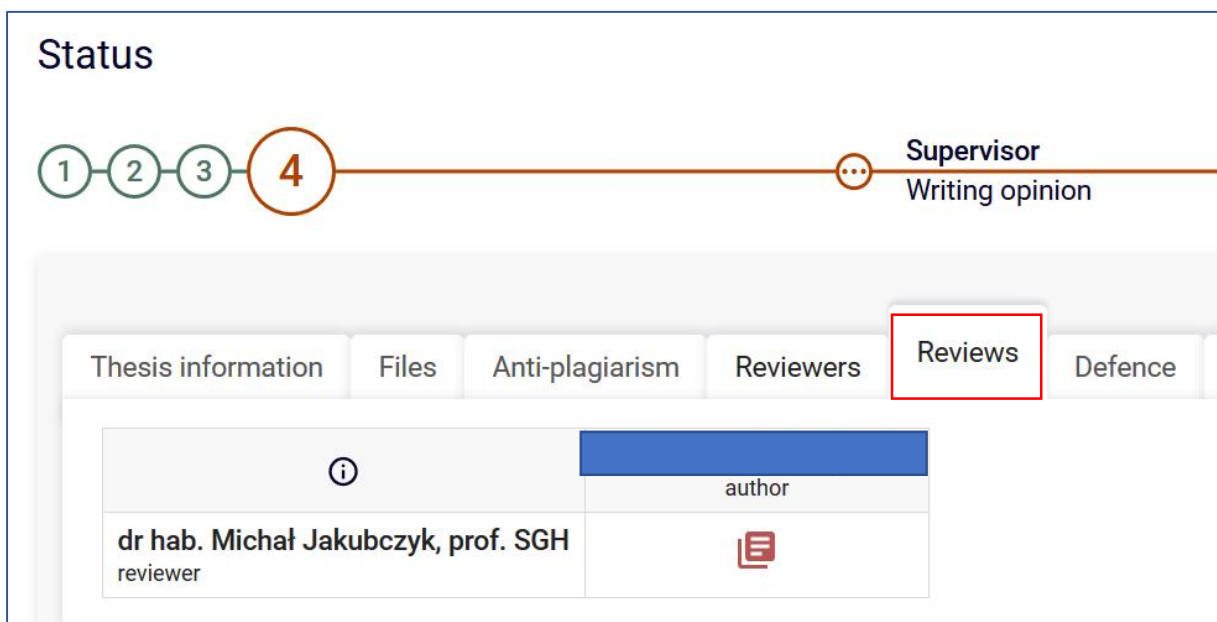 Status
1
2
3
4
Supervisor
Writing opinion
Thesis information
Files
Anti-plagiarism
Reviewers
Reviews
Defence
author
dr hab. Michał Jakubczyk, prof. SGH
reviewer